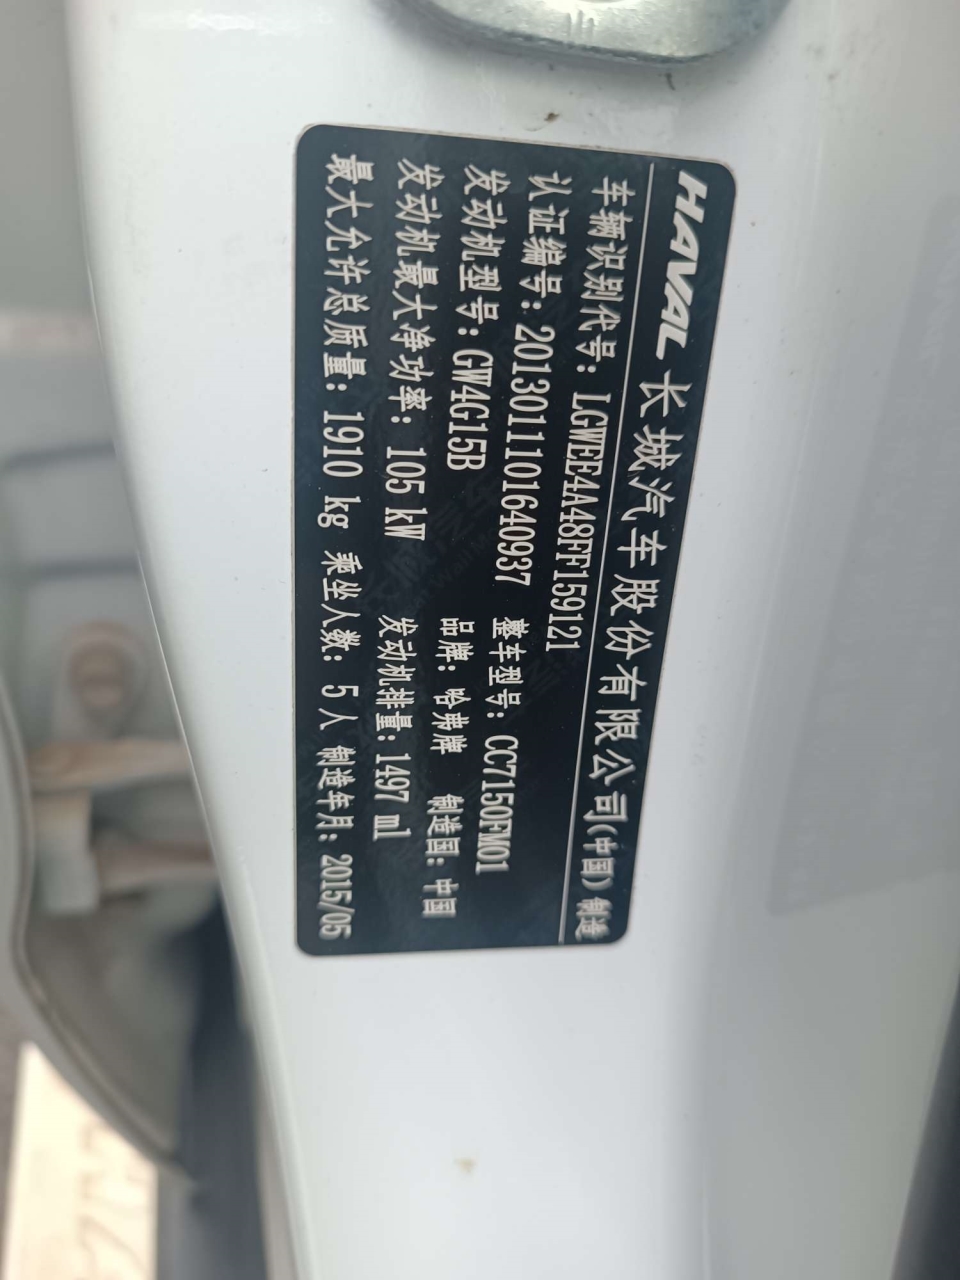 HAVAL 长城汽车股份有限公司(中国)制造
车辆识别代号: LGWEE4A48FF159121
认证编号: 2013011101640937 整车型号: CC7150FM01
发动机型号: GW4G15B 品牌: 哈弗牌 制造国: 中国
发动机最大净功率: 105 kW 发动机排量: 1497 ml
最大允许总质量: 1910 kg 乘坐人数: 5 人 制造年月: 2015/05